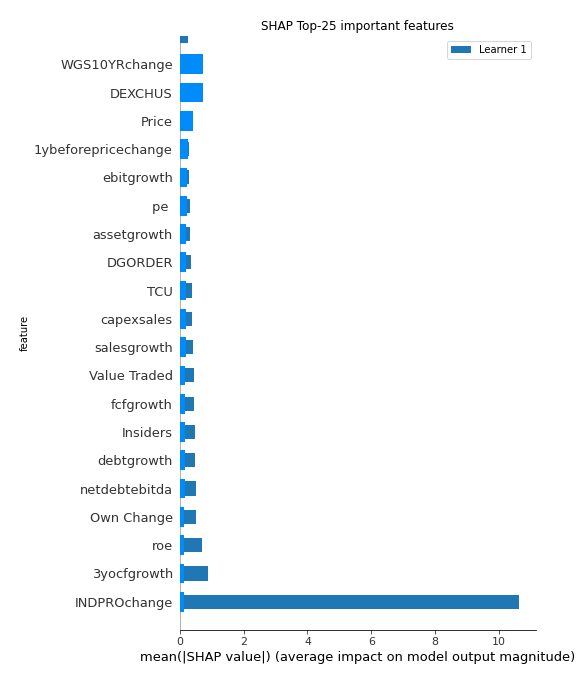 SHAP Top-25 important features
Learner 1
WGS10YRchange
DEXCHUS
Price
1ybeforepricechange
ebitgrowth
pe
assetgrowth
DGORDER
TCU
capexsales
salesgrowth
Value Traded
fcfgrowth
Insiders
debtgrowth
netdebtebitda
Own Change
roe
3yocfgrowth
INDPROchange
feature
0 2 4 6 8 10
mean(|SHAP value|) (average impact on model output magnitude)